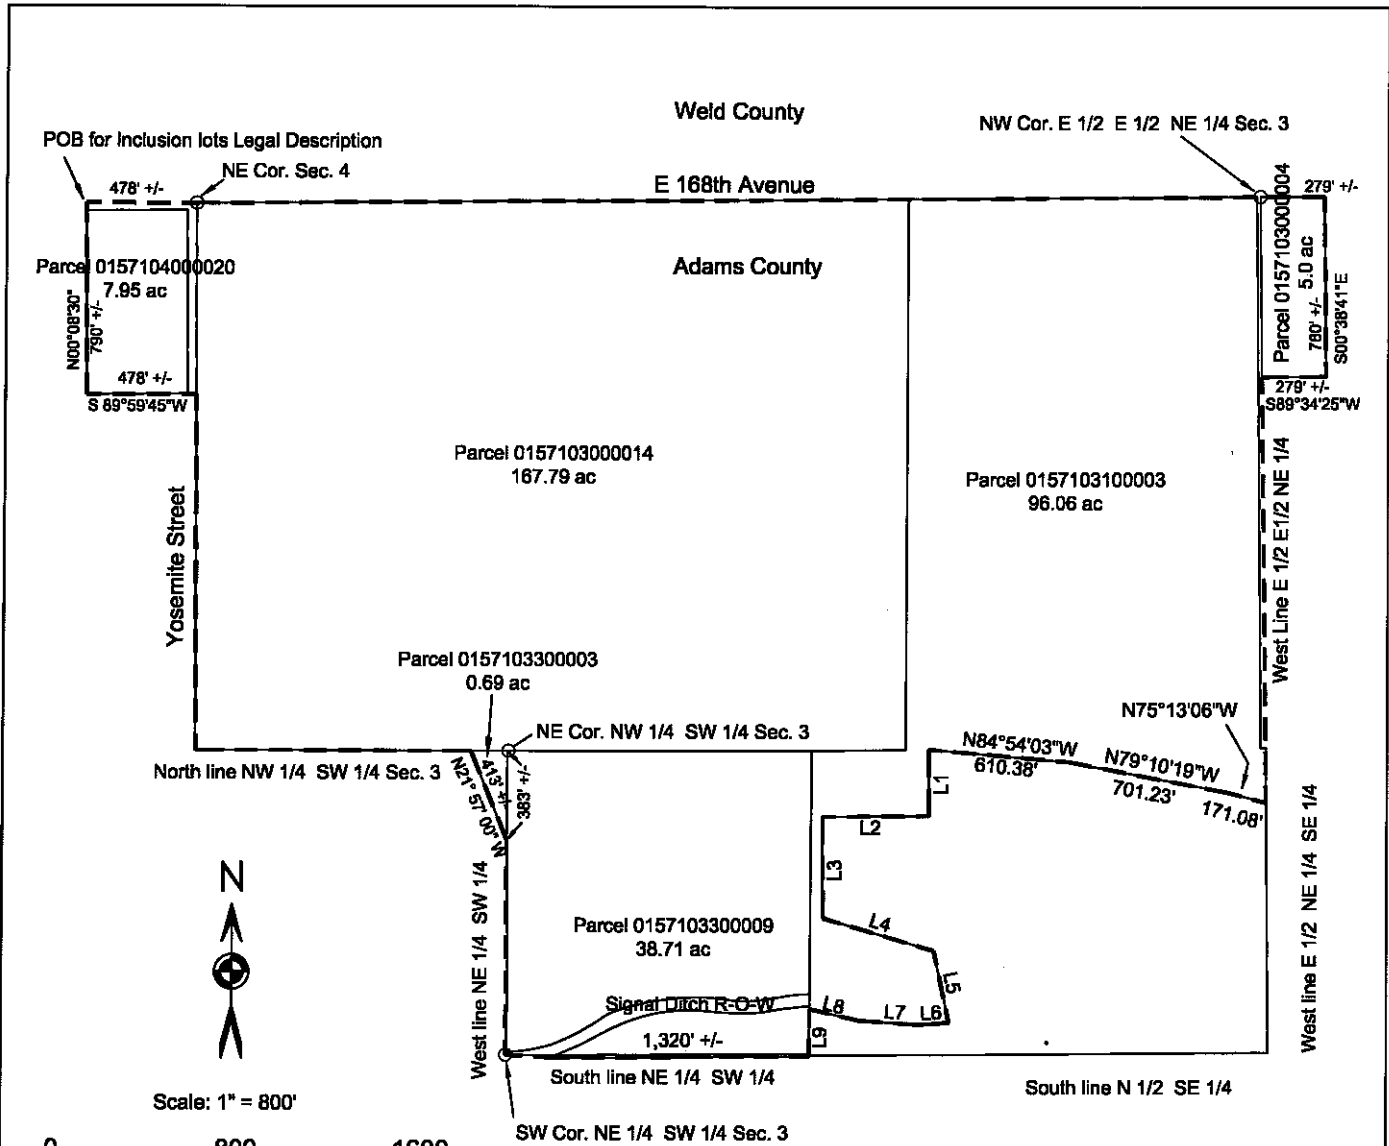 Weld County
POB for Inclusion lots Legal Description
NW Cor. E 1/2 E 1/2 NE 1/4 Sec. 3
NE Cor. Sec. 4
478' +/-
E 168th Avenue
279' +/-
Parcel 0157104000020
7.95 ac
N00°08'30"
790' +/-
478' +/-
S 89°59'45"W
Adams County
Parcel 0157103000004
5.0 ac
780' +/-
S00°38'41"E
279' +/-
S89°34'25"W
Parcel 0157103000014
167.79 ac
Parcel 0157103100003
96.06 ac
Yosemite Street
West Line E 1/2 E1/2 NE 1/4
Parcel 0157103300003
0.69 ac
NE Cor. NW 1/4 SW 1/4 Sec. 3
N75°13'06"W
North line NW 1/4 SW 1/4 Sec. 3
N21°57'00" W
413' +/-
383' +/-
N84°54'03"W
610.38'
N79°10'19"W
701.23'
171.08'
L1
L2
L3
L4
L5
L6
L7
L8
L9
N
West line NE 1/4 SW 1/4
Parcel 0157103300009
38.71 ac
Signal Ditch R-O-W
1,320' +/-
South line NE 1/4 SW 1/4
West line E 1/2 NE 1/4 SE 1/4
South line N 1/2 SE 1/4
Scale: 1" = 800'
SW Cor. NE 1/4 SW 1/4 Sec. 3
0 800 1600